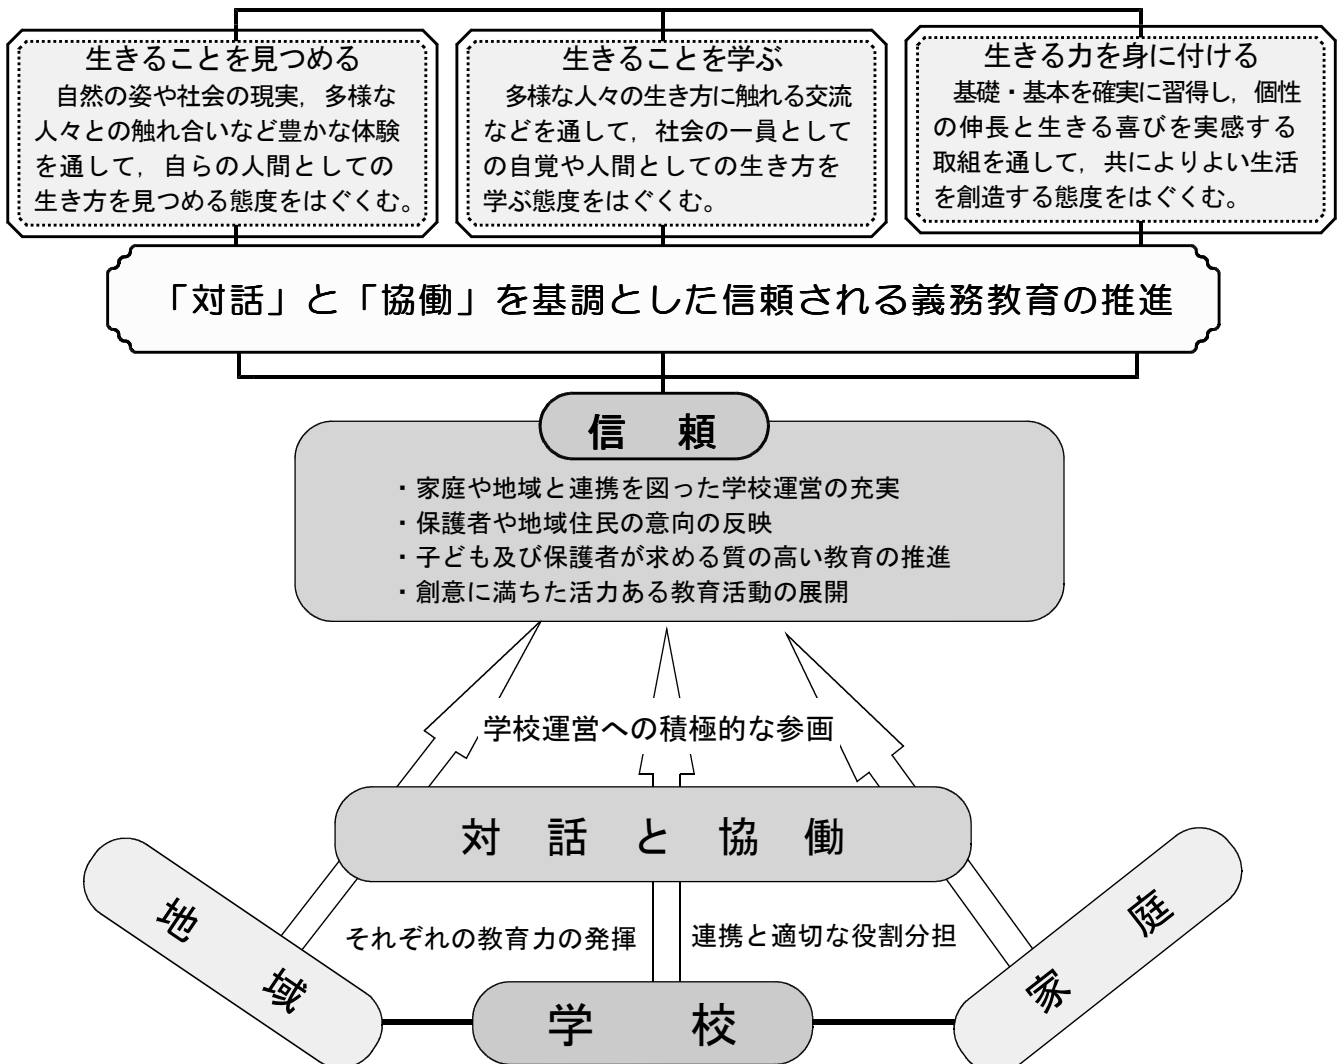 生きることを見つめる
自然の姿や社会の現実，多様な
人々との触れ合いなど豊かな体験
を通して，自らの人間としての
生き方を見つめる態度をはぐくむ。
生きることを学ぶ
多様な人々の生き方に触れる交流
などを通して，社会の一員として
の自覚や人間としての生き方を
学ぶ態度をはぐくむ。
生きる力を身に付ける
基礎・基本を確実に習得し，個性
の伸長と生きる喜びを実感する
取組を通して，共によりよい生活
を創造する態度をはぐくむ。
「対話」と「協働」を基調とした信頼される義務教育の推進
信　頼
・家庭や地域と連携を図った学校運営の充実
・保護者や地域住民の意向の反映
・子ども及び保護者が求める質の高い教育の推進
・創意に満ちた活力ある教育活動の展開
学校運営への積極的な参画
対　話　と　協　働
地　域
それぞれの教育力の発揮
連携と適切な役割分担
家　庭
学　校